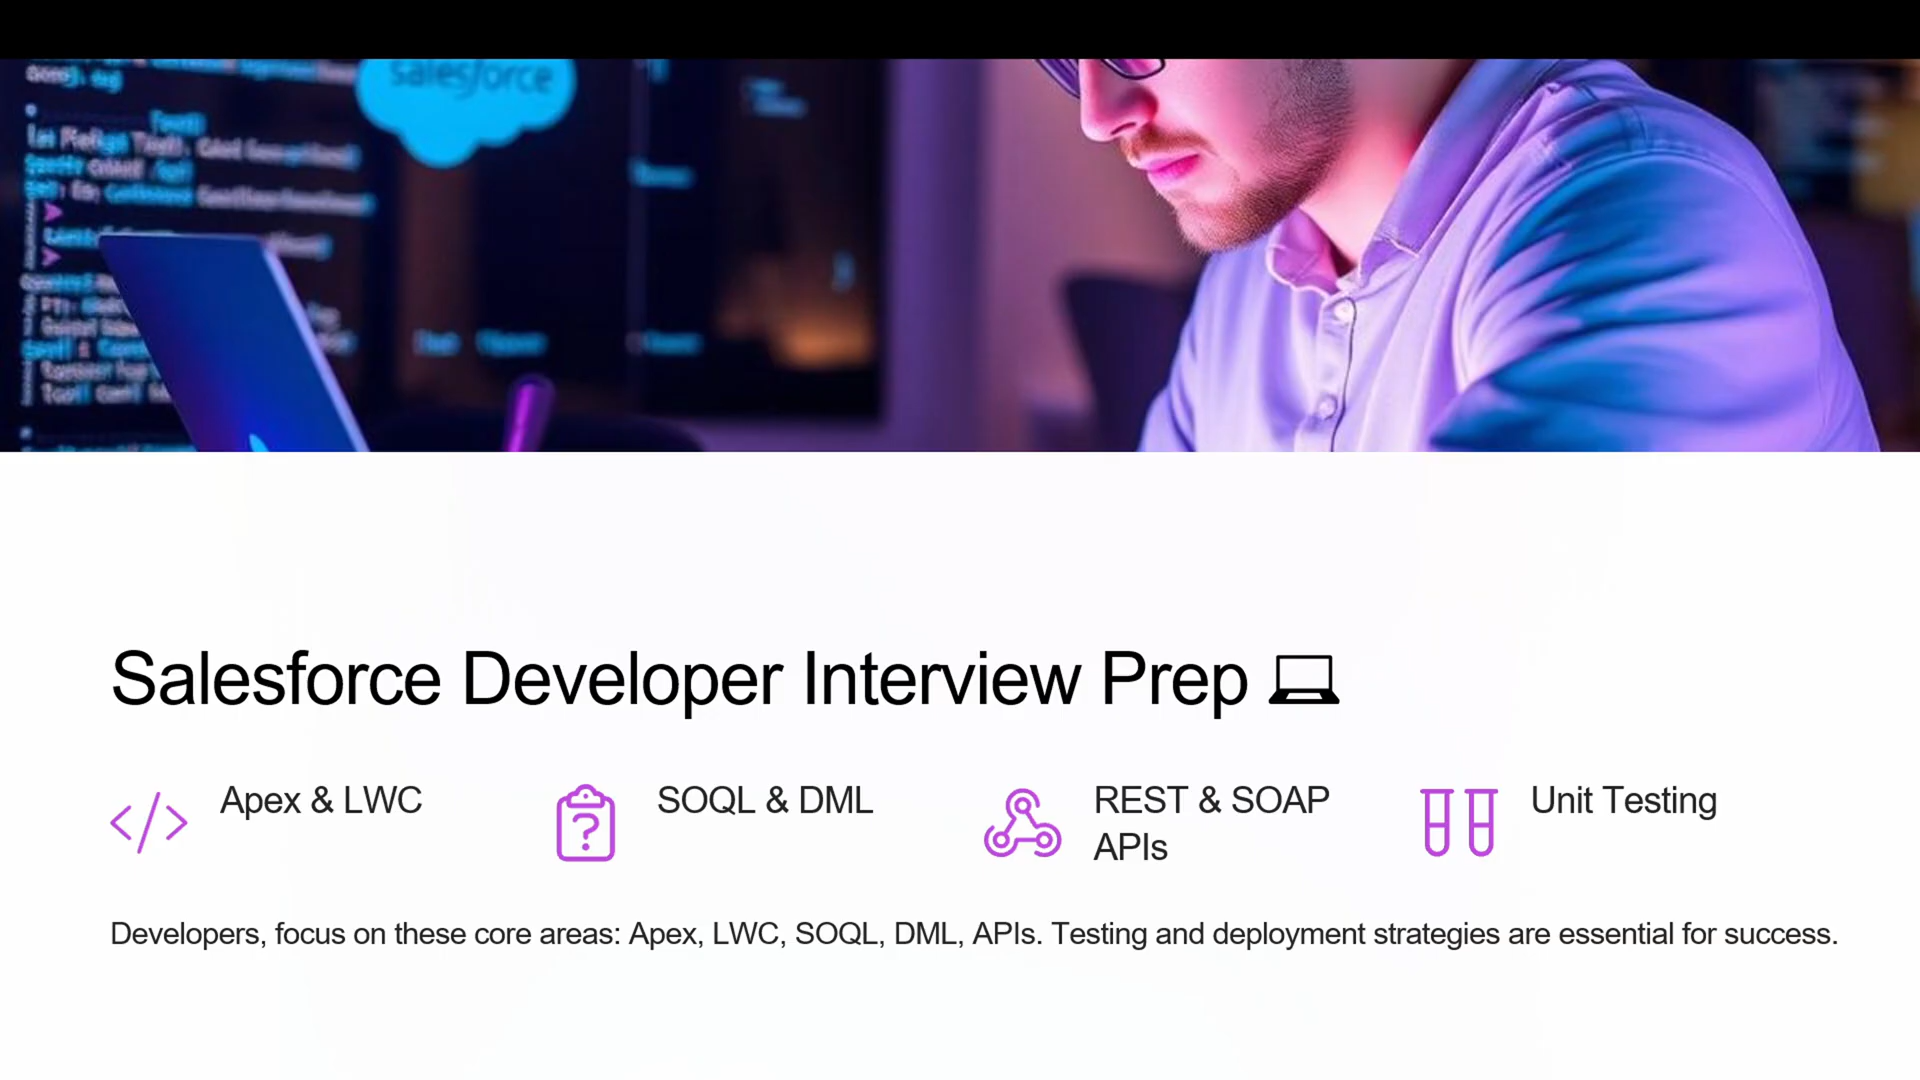 salesforce
Salesforce Developer Interview Prep 💻
Apex & LWC
SOQL & DML
REST & SOAP
APIs
Unit Testing
Developers, focus on these core areas: Apex, LWC, SOQL, DML, APIs. Testing and deployment strategies are essential for success.